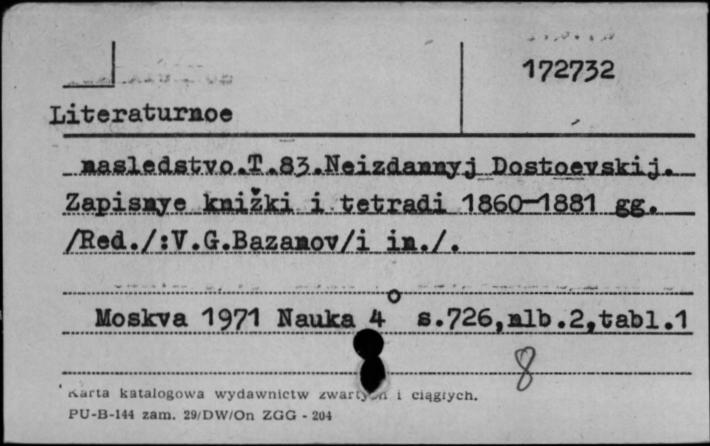 172732
Literaturnoe
nasledstvo.T.83.Neizdannyj Dostoevskij.
Zapisnye knižki i tetradi 1860-1881 gg.
/Red./:V.G.Bazanov/i in./.
Moskva 1971 Nauka 4° s.726,nlb.2,tabl.1
8
Karta katalogowa wydawnictw zwartych i ciągłych.
PU-B-144 zam. 29/DW/On ZGG - 204